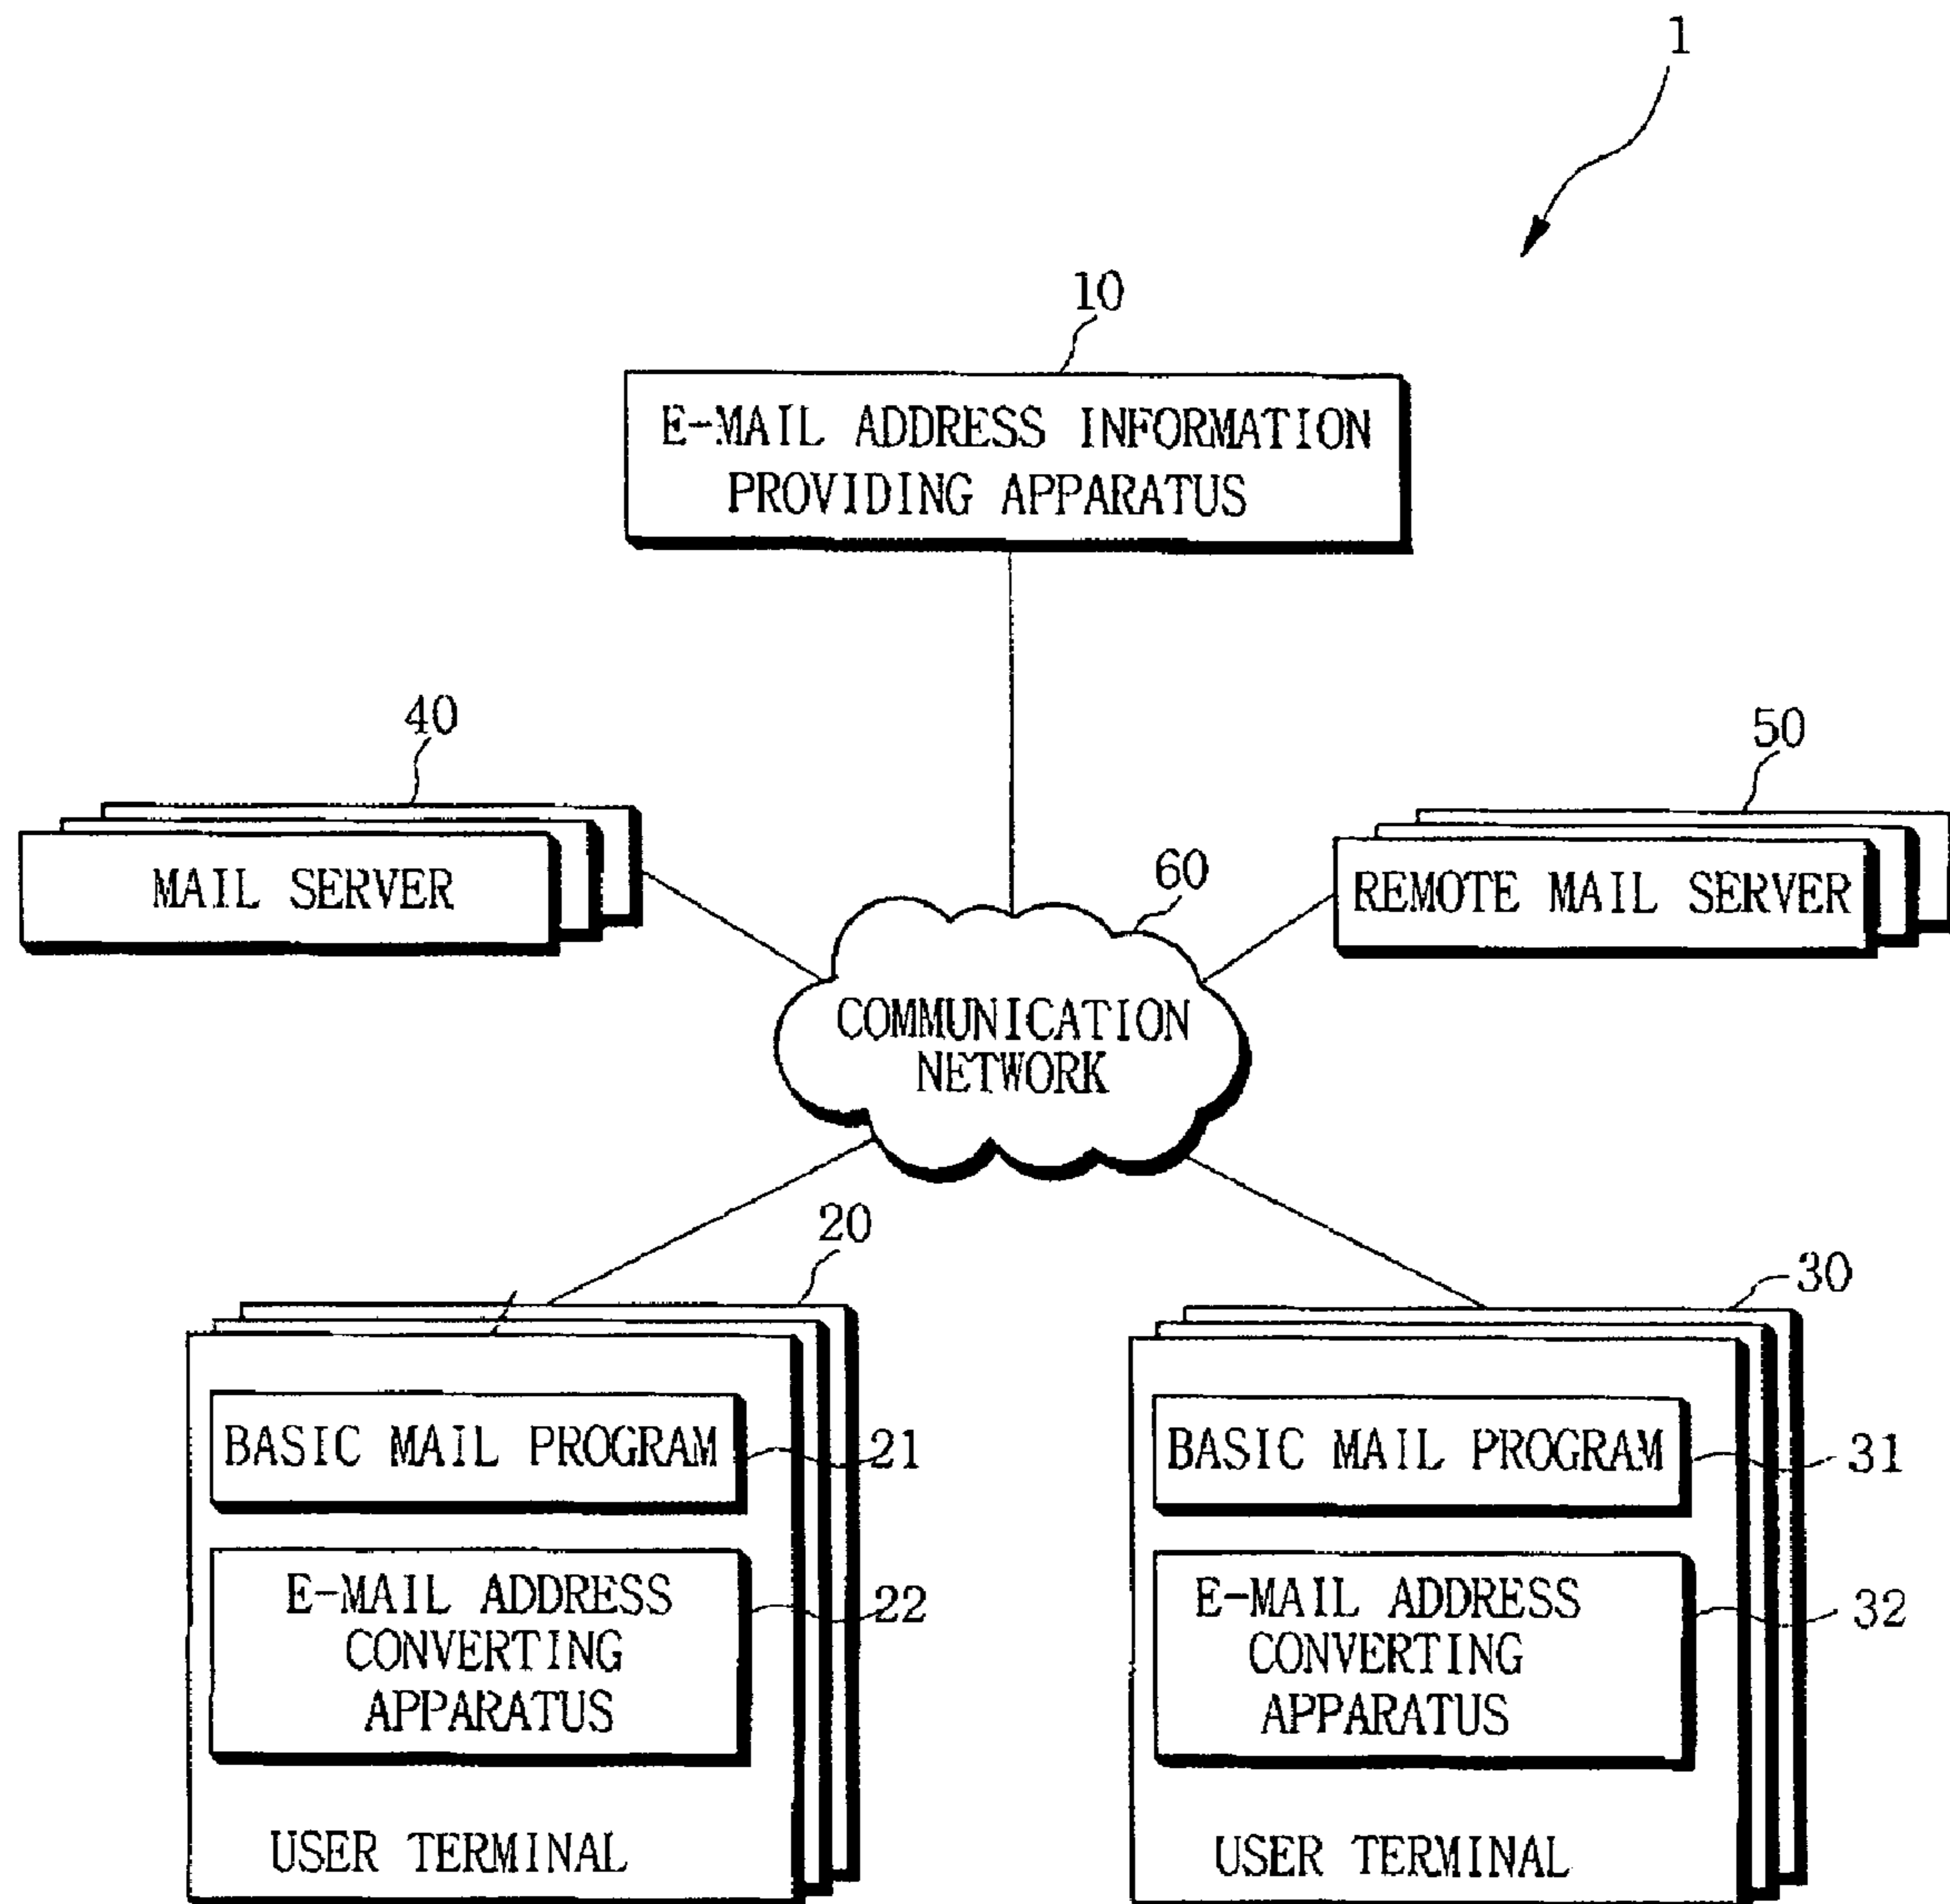 1
10
E-MAIL ADDRESS INFORMATION
PROVIDING APPARATUS
40
MAIL SERVER
50
REMOTE MAIL SERVER
60
COMMUNICATION
NETWORK
20
BASIC MAIL PROGRAM
21
E-MAIL ADDRESS
CONVERTING
APPARATUS
22
USER TERMINAL
30
BASIC MAIL PROGRAM
31
E-MAIL ADDRESS
CONVERTING
APPARATUS
32
USER TERMINAL